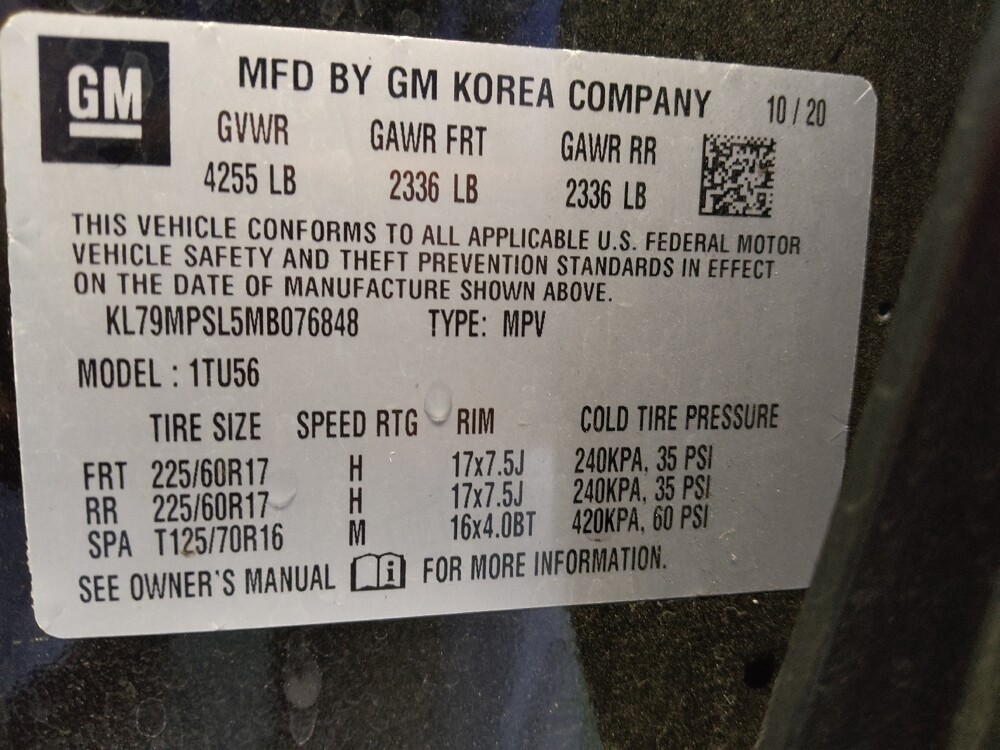 GM
MFD BY GM KOREA COMPANY 10 / 20
GVWR GAWR FRT GAWR RR
4255 LB 2336 LB 2336 LB
THIS VEHICLE CONFORMS TO ALL APPLICABLE U.S. FEDERAL MOTOR
VEHICLE SAFETY AND THEFT PREVENTION STANDARDS IN EFFECT
ON THE DATE OF MANUFACTURE SHOWN ABOVE.
KL79MPSL5MB076848 TYPE: MPV
MODEL : 1TU56
TIRE SIZE SPEED RTG RIM COLD TIRE PRESSURE
FRT 225/60R17 H 17x7.5J 240KPA, 35 PSI
RR 225/60R17 H 17x7.5J 240KPA, 35 PSI
SPA T125/70R16 M 16x4.0BT 420KPA, 60 PSI
SEE OWNER'S MANUAL i FOR MORE INFORMATION.